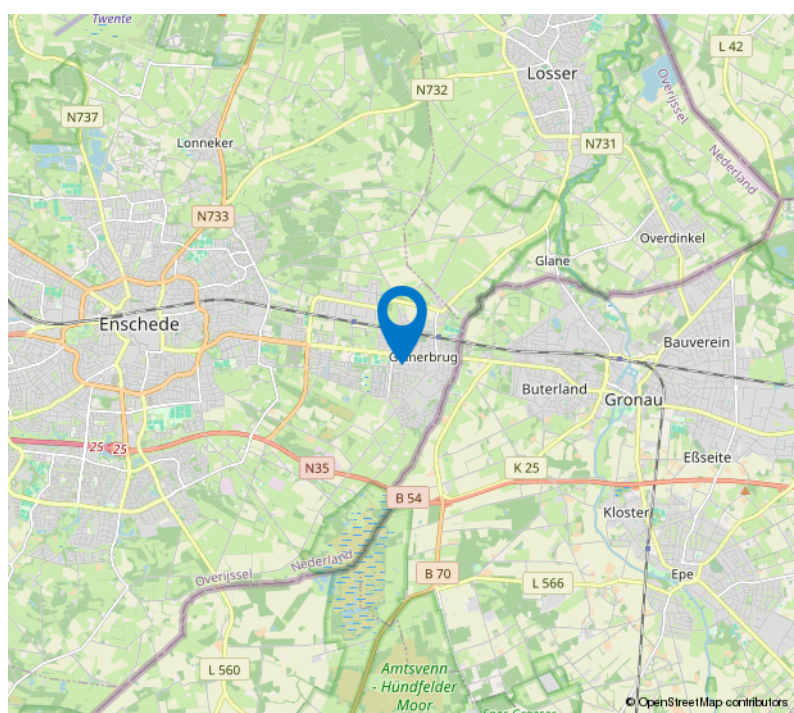 Twente
L 42
Losser
N732
Overijssel
N737
Lonneker
N731
Nederland
N733
Overdinkel
Glane
Enschede
Bauverein
Buterland
Gronau
25 25
Eßseite
N35
K 25
B 54
Kloster
Nederland
Overijssel
B 70
L 566
Epe
L 560
Amtsvenn
- Hündfelder
Moor
© OpenStreetMap contributors